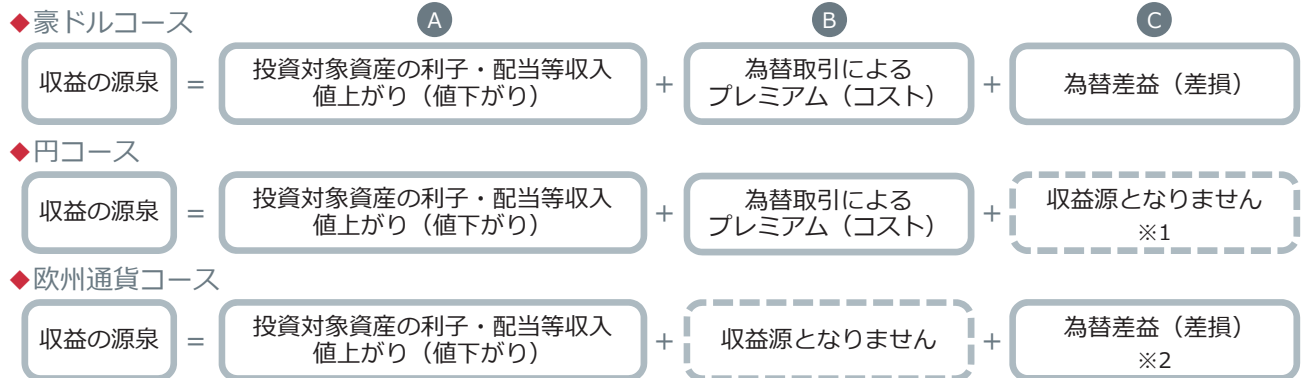 ◆豪ドルコース
A
B
C
収益の源泉
=
投資対象資産の利子・配当等収入
値上がり（値下がり）
+
為替取引による
プレミアム（コスト）
+
為替差益（差損）
◆円コース
収益の源泉
=
投資対象資産の利子・配当等収入
値上がり（値下がり）
+
為替取引による
プレミアム（コスト）
+
収益源となりません
※1
◆欧州通貨コース
収益の源泉
=
投資対象資産の利子・配当等収入
値上がり（値下がり）
+
収益源となりません
+
為替差益（差損）
※2